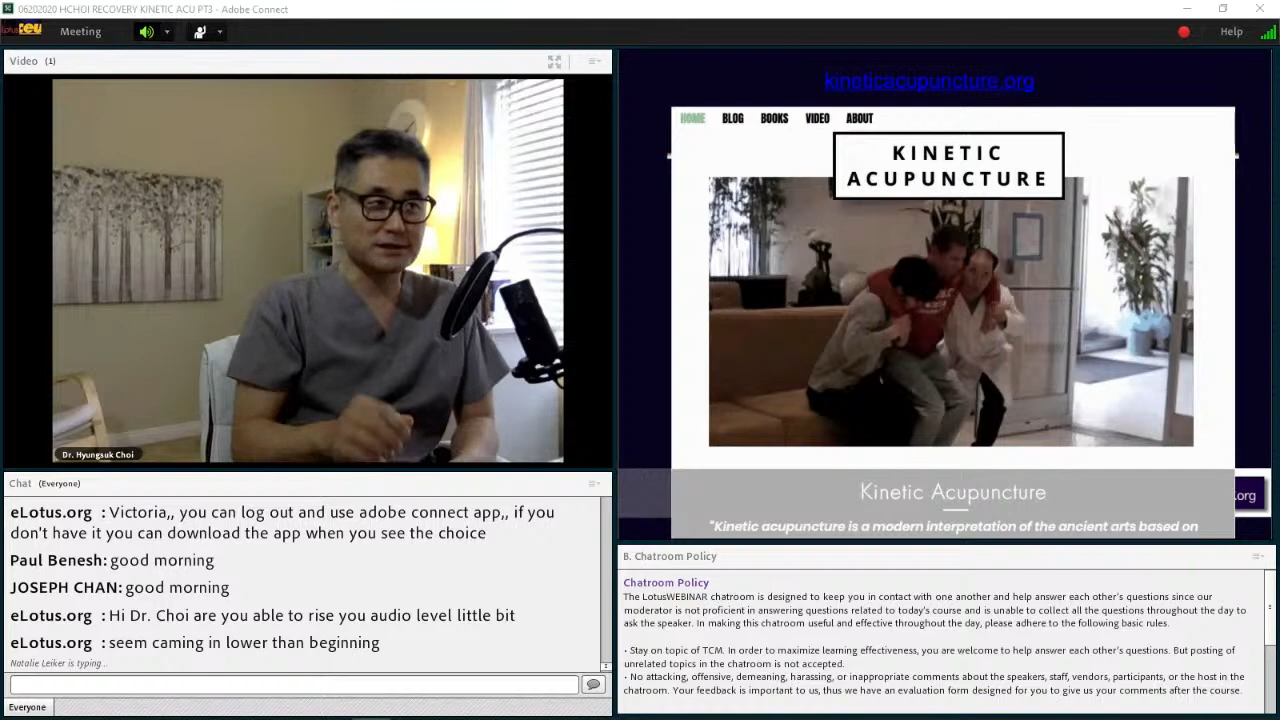 06202020 HCHOI RECOVERY KINETIC ACU PT3 - Adobe Connect
Meeting
Help
Video (1)
Dr. Hyungsuk Choi
kineticacupuncture.org
HOME BLOG BOOKS VIDEO ABOUT
KINETIC
ACUPUNCTURE
Kinetic Acupuncture
"Kinetic acupuncture is a modern interpretation of the ancient arts based on
.org
Chat (Everyone)
eLotus.org : Victoria,, you can log out and use adobe connect app,, if you
don't have it you can download the app when you see the choice
Paul Benesh: good morning
JOSEPH CHAN: good morning
eLotus.org : Hi Dr. Choi are you able to rise you audio level little bit
eLotus.org : seem caming in lower than beginning
Natalie Leiker is typing..
Everyone
B. Chatroom Policy
Chatroom Policy
The LotusWEBINAR chatroom is designed to keep you in contact with one another and help answer each other's questions since our
moderator is not proficient in answering questions related to today's course and is unable to collect all the questions throughout the day to
ask the speaker. In making this chatroom useful and effective throughout the day, please adhere to the following basic rules.
• Stay on topic of TCM. In order to maximize learning effectiveness, you are welcome to help answer each other's questions. But posting of
unrelated topics in the chatroom is not accepted.
• No attacking, offensive, demeaning, harassing, or inappropriate comments about the speakers, staff, vendors, participants, or the host in the
chatroom. Your feedback is important to us, thus we have an evaluation form designed for you to give us your comments after the course.